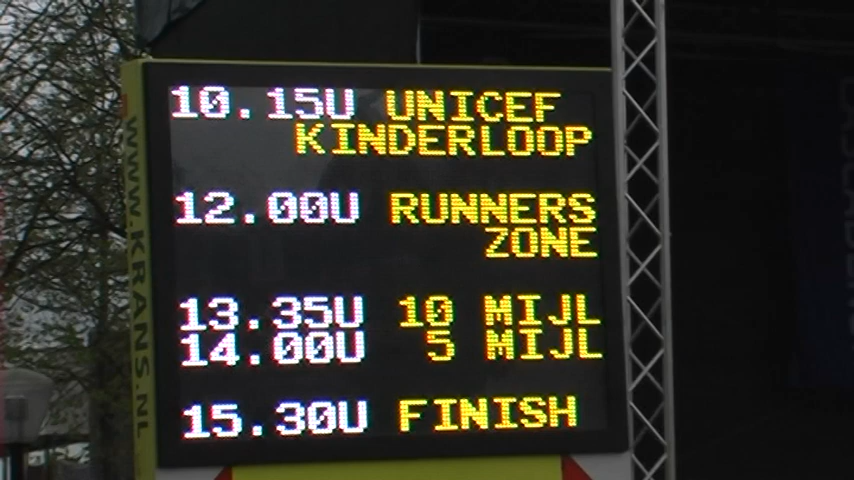 10.15U UNICEF
KINDERLOOP
12.00U RUNNERS
ZONE
13.35U 10 MIJL
14.00U 5 MIJL
15.30U FINISH
WWW.KRANS.NL